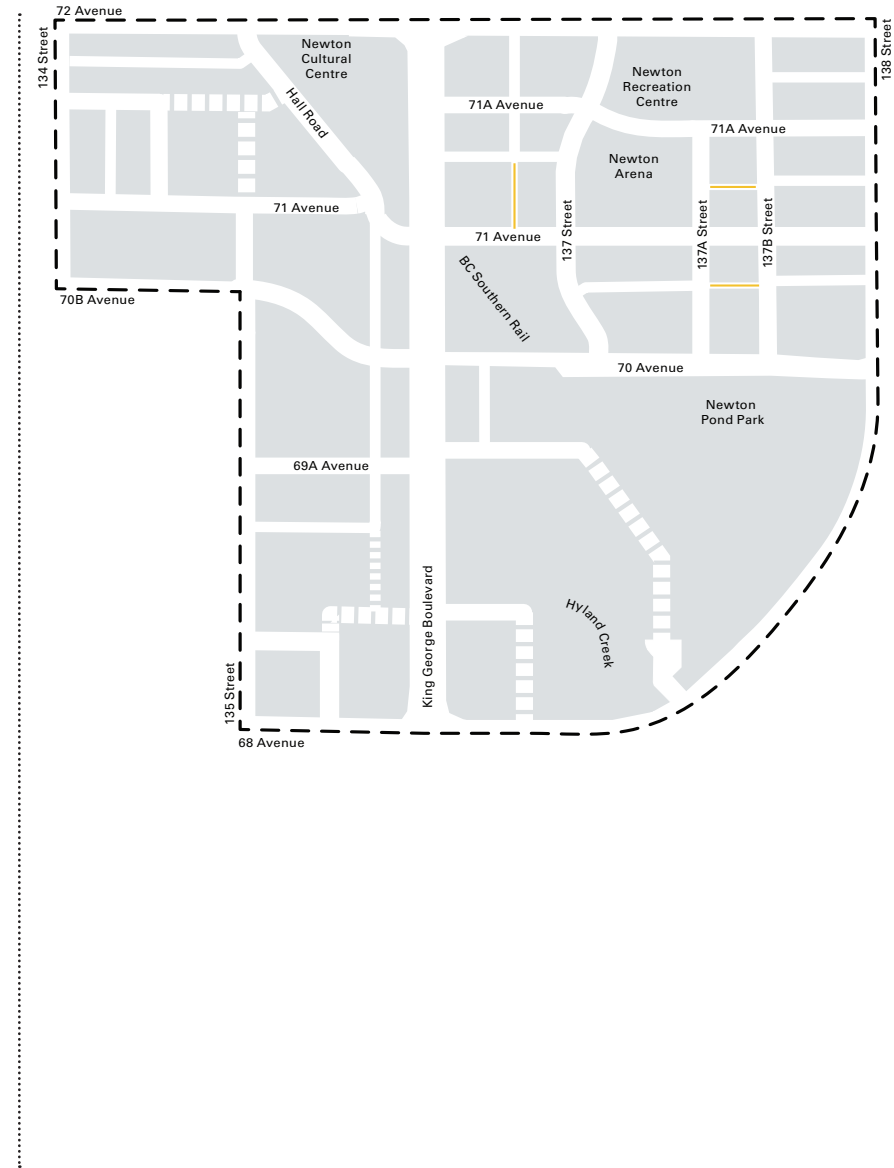 72 Avenue
134 Street
138 Street
Newton
Cultural
Centre
Hall Road
Newton
Recreation
Centre
71A Avenue
71A Avenue
Newton
Arena
71 Avenue
71 Avenue
137 Street
137A Street
137B Street
BC Southern Rail
70B Avenue
70 Avenue
Newton
Pond Park
69A Avenue
King George Boulevard
Hyland Creek
135 Street
68 Avenue